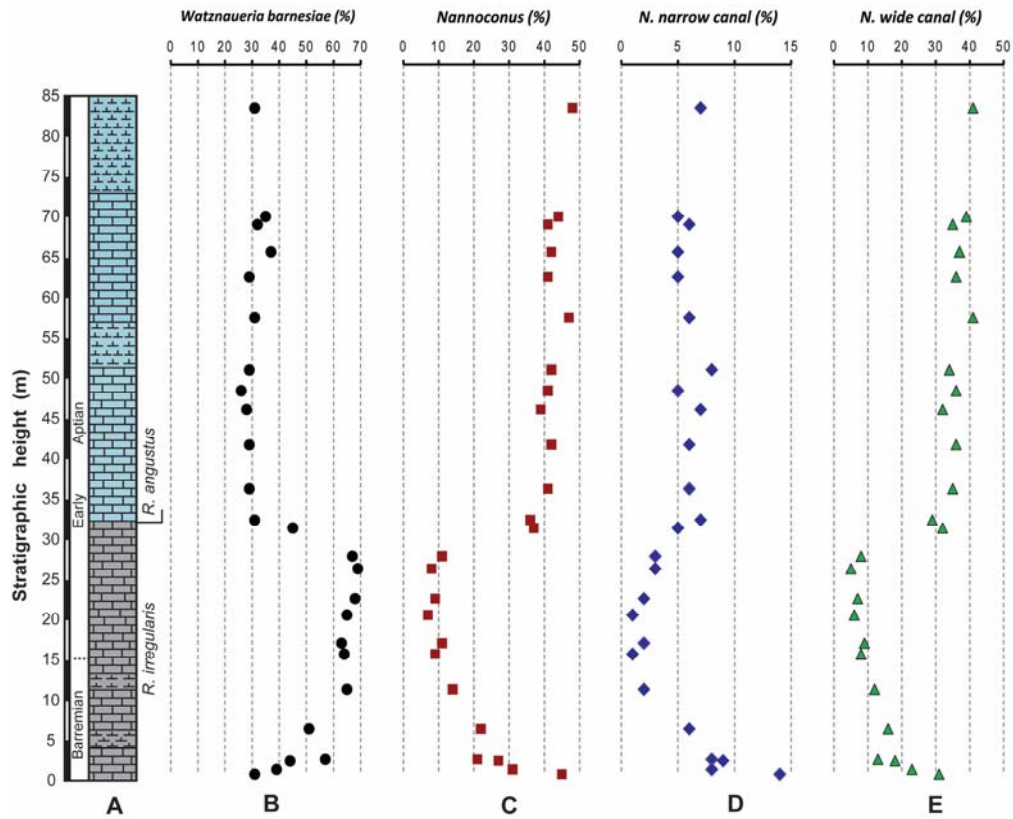 Watznaueria barnesiae (%)
Nannoconus (%)
N. narrow canal (%)
N. wide canal (%)
0 10 20 30 40 50 60 70
0 10 20 30 40 50
0 5 10 15
0 10 20 30 40 50
Stratigraphic height (m)
85
80
75
70
65
60
55
50
45
40
35
30
25
20
15
10
5
0
Early Aptian
Barremian
R. angustus
R. irregularis
A
B
C
D
E